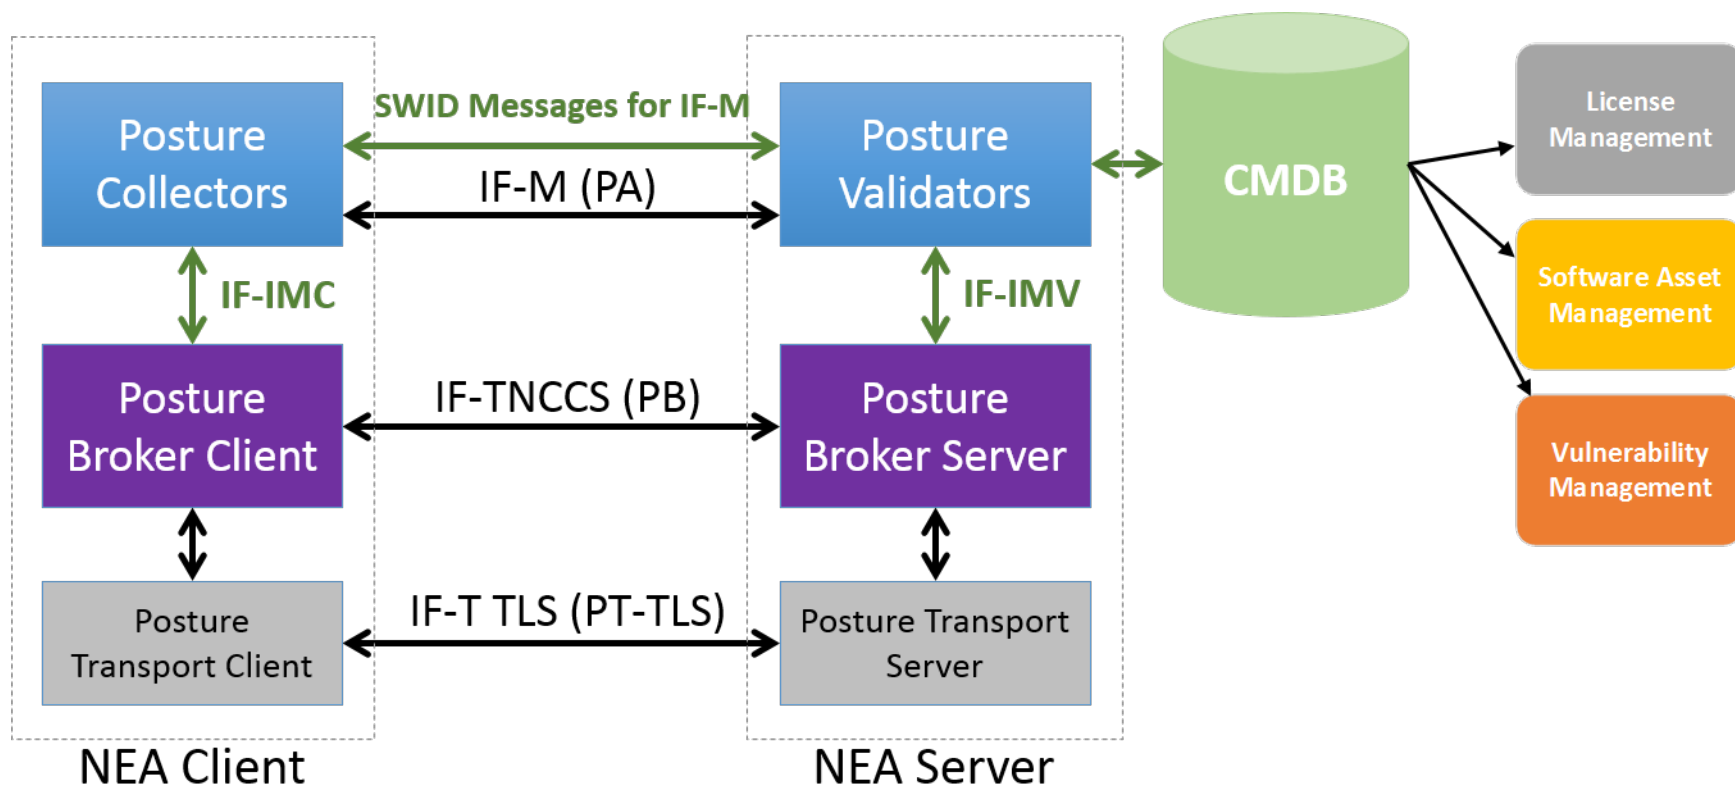 Posture
Collectors
SWID Messages for IF-M
IF-M (PA)
Posture
Validators
CMDB
License
Management
Software Asset
Management
Vulnerability
Management
IF-IMC
IF-IMV
Posture
Broker Client
IF-TNCCS (PB)
Posture
Broker Server
Posture
Transport Client
IF-T TLS (PT-TLS)
Posture Transport
Server
NEA Client
NEA Server